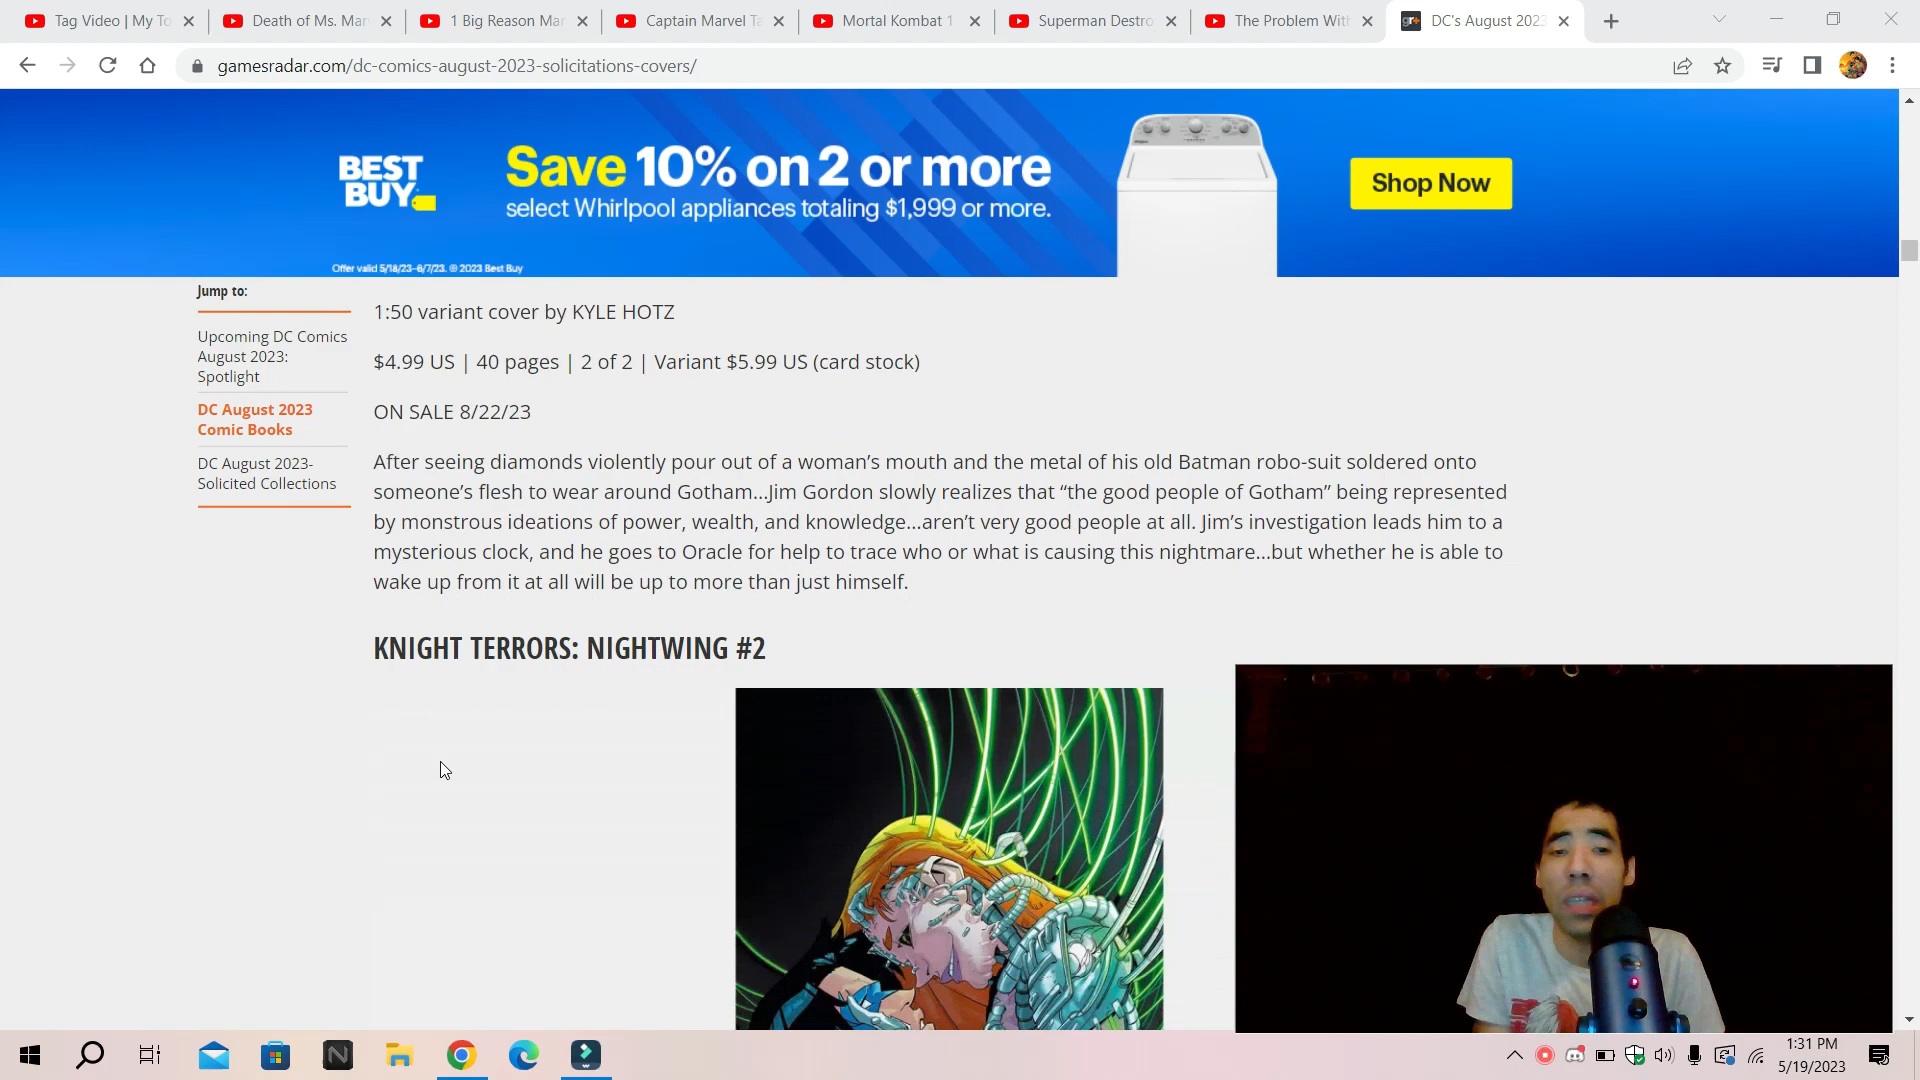 Tag Video | My To
Death of Ms. Mar
1 Big Reason Mar
Captain Marvel Ta
Mortal Kombat 1
Superman Destro
The Problem With
DC's August 2023
gamesradar.com/dc-comics-august-2023-solicitations-covers/
BEST BUY
Save 10% on 2 or more
select Whirlpool appliances totaling $1,999 or more.
Shop Now
Offer valid 5/18/23–6/7/23. © 2023 Best Buy
Jump to:
Upcoming DC Comics
August 2023:
Spotlight
DC August 2023
Comic Books
DC August 2023-
Solicited Collections
1:50 variant cover by KYLE HOTZ
$4.99 US | 40 pages | 2 of 2 | Variant $5.99 US (card stock)
ON SALE 8/22/23
After seeing diamonds violently pour out of a woman’s mouth and the metal of his old Batman robo-suit soldered onto
someone’s flesh to wear around Gotham...Jim Gordon slowly realizes that “the good people of Gotham” being represented
by monstrous ideations of power, wealth, and knowledge...aren’t very good people at all. Jim’s investigation leads him to a
mysterious clock, and he goes to Oracle for help to trace who or what is causing this nightmare...but whether he is able to
wake up from it at all will be up to more than just himself.
KNIGHT TERRORS: NIGHTWING #2
1:31 PM
5/19/2023